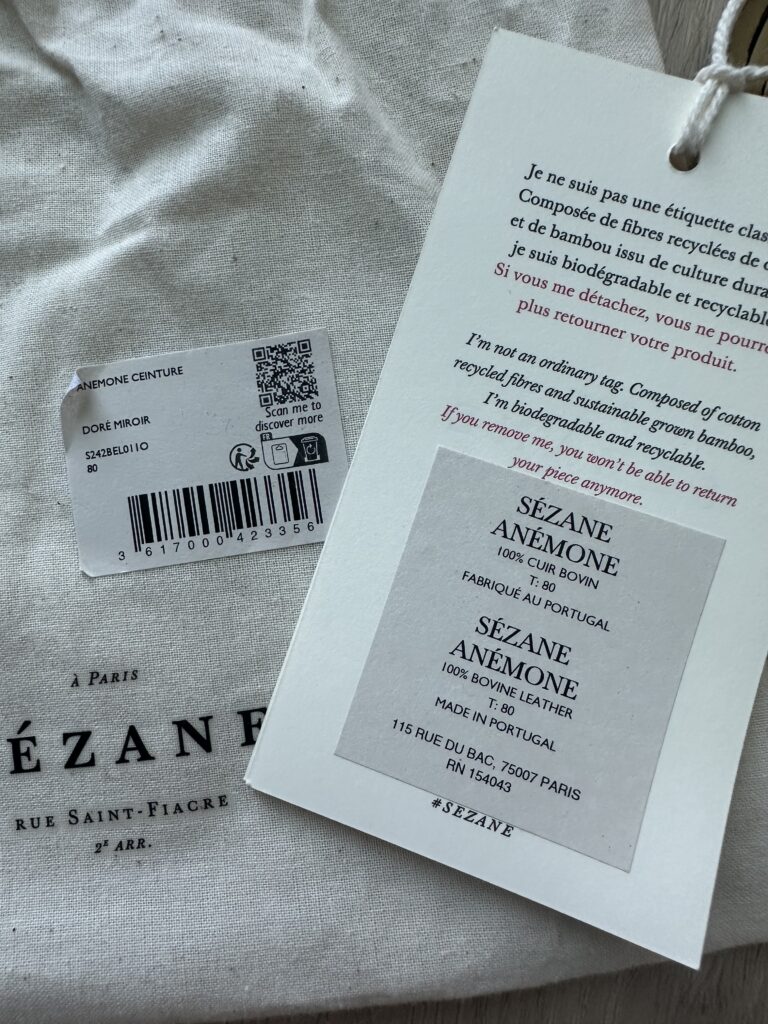 ANEMONE CEINTURE
DORÉ MIROIR
S242BEL011O
80
Scan me to
discover more
FR
3 617000 423356
à Paris
ÉZANE
rue Saint-Fiacre
2E arr.
Je ne suis pas une étiquette
Composée de fibres recyclées de
et de bambou issu de culture
je suis biodégradable et
Si vous me détachez, vous ne
plus retourner votre produit.
I'm not an ordinary tag. Composed of cotton
recycled fibres and sustainable grown bamboo,
I'm biodegradable and recyclable.
If you remove me, you won't be able to return
your piece anymore.
SÉZANE
ANÉMONE
100% CUIR BOVIN
T: 80
FABRIQUÉ AU PORTUGAL
SÉZANE
ANÉMONE
100% BOVINE LEATHER
T: 80
MADE IN PORTUGAL
115 RUE DU BAC, 75007 PARIS
RN 154043
#SEZANE